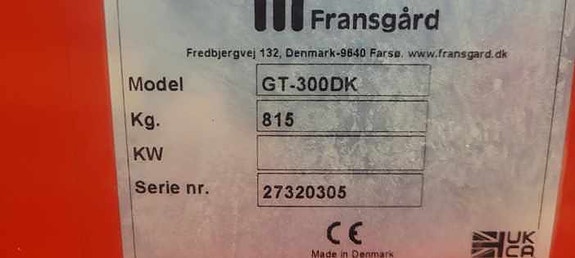 Fransgård
Fredbjergvej 132, Denmark-9640 Farsø. www.fransgard.dk
Model GT-300DK
Kg. 815
KW
Serie nr. 27320305
CE
Made in Denmark
UK
CA